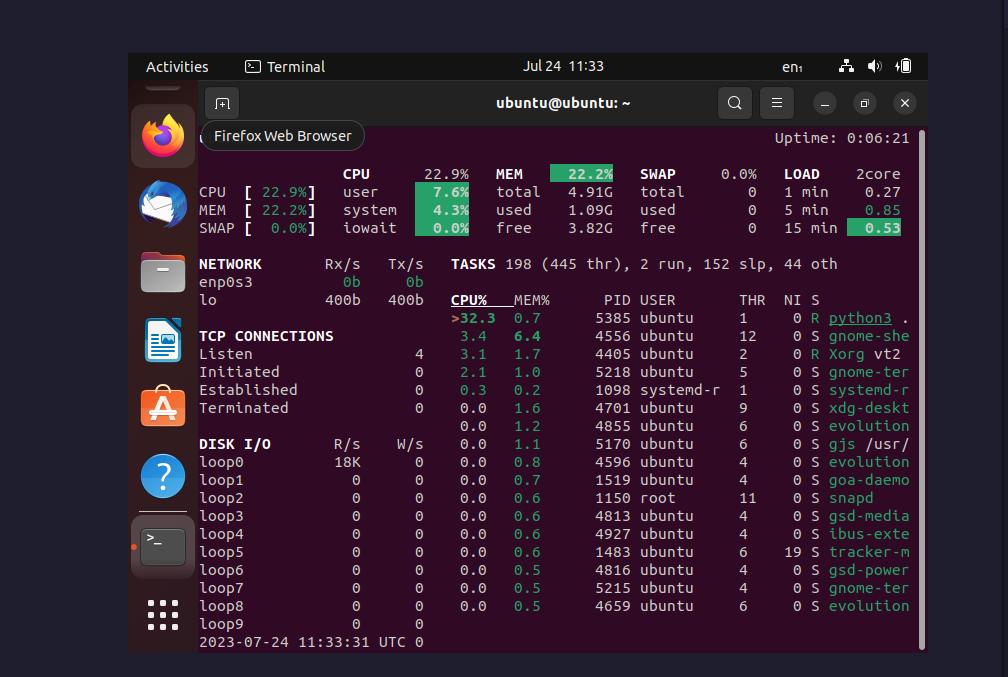 Activities Terminal Jul 24 11:33 en₁
ubuntu@ubuntu: ~
Firefox Web Browser Uptime: 0:06:21
CPU 22.9% MEM 22.2% SWAP 0.0% LOAD 2core
CPU [ 22.9%] user 7.6% total 4.91G total 0 1 min 0.27
MEM [ 22.2%] system 4.3% used 1.09G used 0 5 min 0.85
SWAP [ 0.0%] iowait 0.0% free 3.82G free 0 15 min 0.53
NETWORK Rx/s Tx/s TASKS 198 (445 thr), 2 run, 152 slp, 44 oth
enp0s3 0b 0b
lo 400b 400b CPU% MEM% PID USER THR NI S
>32.3 0.7 5385 ubuntu 1 0 R python3 .
TCP CONNECTIONS 3.4 6.4 4556 ubuntu 12 0 S gnome-she
Listen 4 3.1 1.7 4405 ubuntu 2 0 R Xorg vt2
Initiated 0 2.1 1.0 5218 ubuntu 5 0 S gnome-ter
Established 0 0.3 0.2 1098 systemd-r 1 0 S systemd-r
Terminated 0 0.0 1.6 4701 ubuntu 9 0 S xdg-deskt
0.0 1.2 4855 ubuntu 6 0 S evolution
DISK I/O R/s W/s 0.0 1.1 5170 ubuntu 6 0 S gjs /usr/
loop0 18K 0 0.0 0.8 4596 ubuntu 4 0 S evolution
loop1 0 0 0.0 0.7 1519 ubuntu 4 0 S goa-daemo
loop2 0 0 0.0 0.6 1150 root 11 0 S snapd
loop3 0 0 0.0 0.6 4813 ubuntu 4 0 S gsd-media
loop4 0 0 0.0 0.6 4927 ubuntu 4 0 S ibus-exte
loop5 0 0 0.0 0.6 1483 ubuntu 6 19 S tracker-m
loop6 0 0 0.0 0.5 4816 ubuntu 4 0 S gsd-power
loop7 0 0 0.0 0.5 5215 ubuntu 4 0 S gnome-ter
loop8 0 0 0.0 0.5 4659 ubuntu 6 0 S evolution
loop9 0 0
2023-07-24 11:33:31 UTC 0